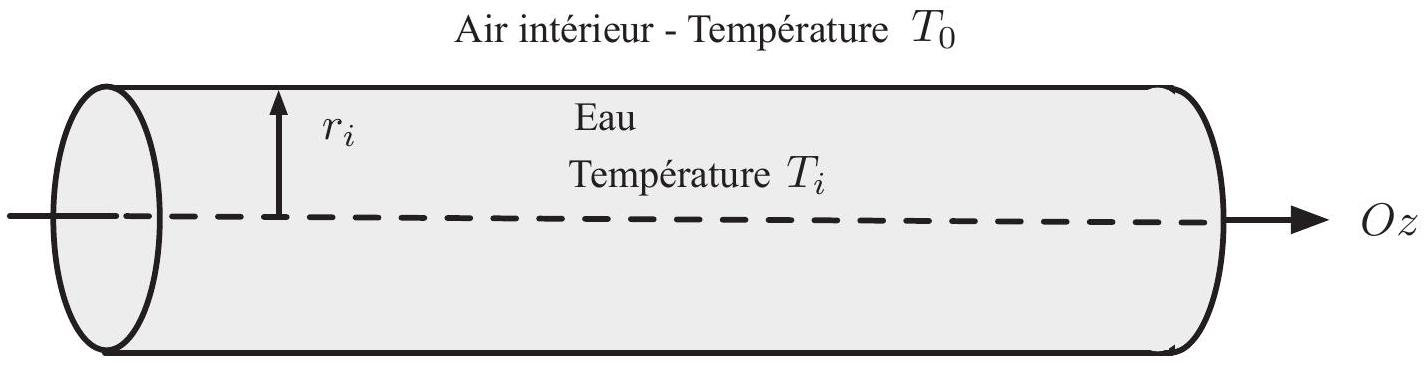 Air intérieur - Température $T_0$
$r_i$
Eau
Température $T_i$
$Oz$